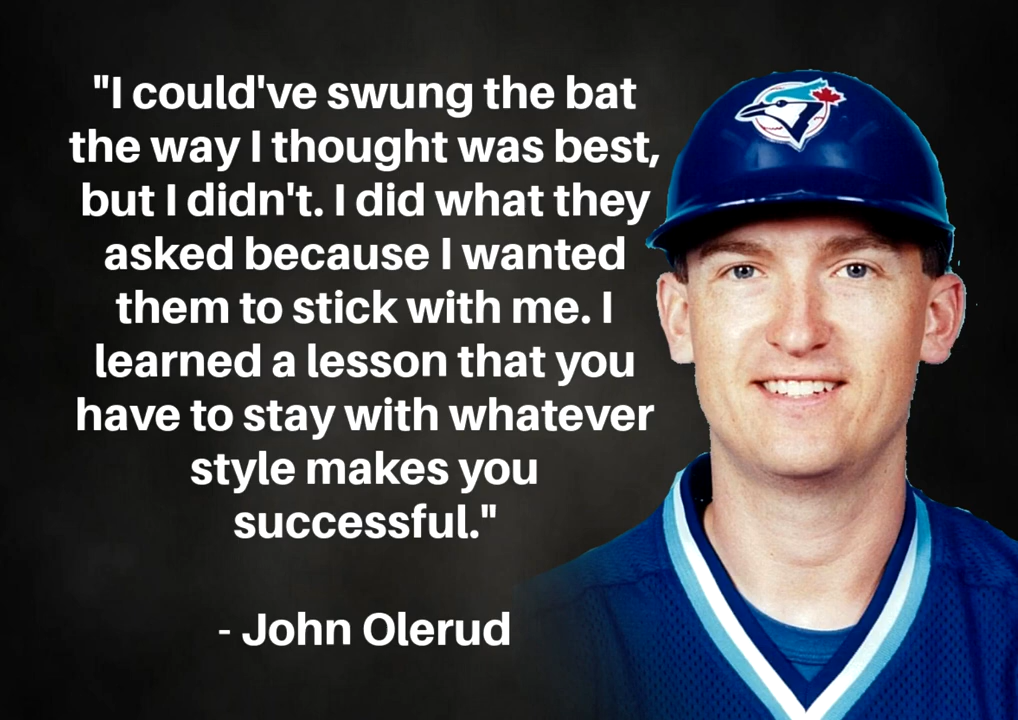 "I could've swung the bat
the way I thought was best,
but I didn't. I did what they
asked because I wanted
them to stick with me. I
learned a lesson that you
have to stay with whatever
style makes you
successful."
- John Olerud